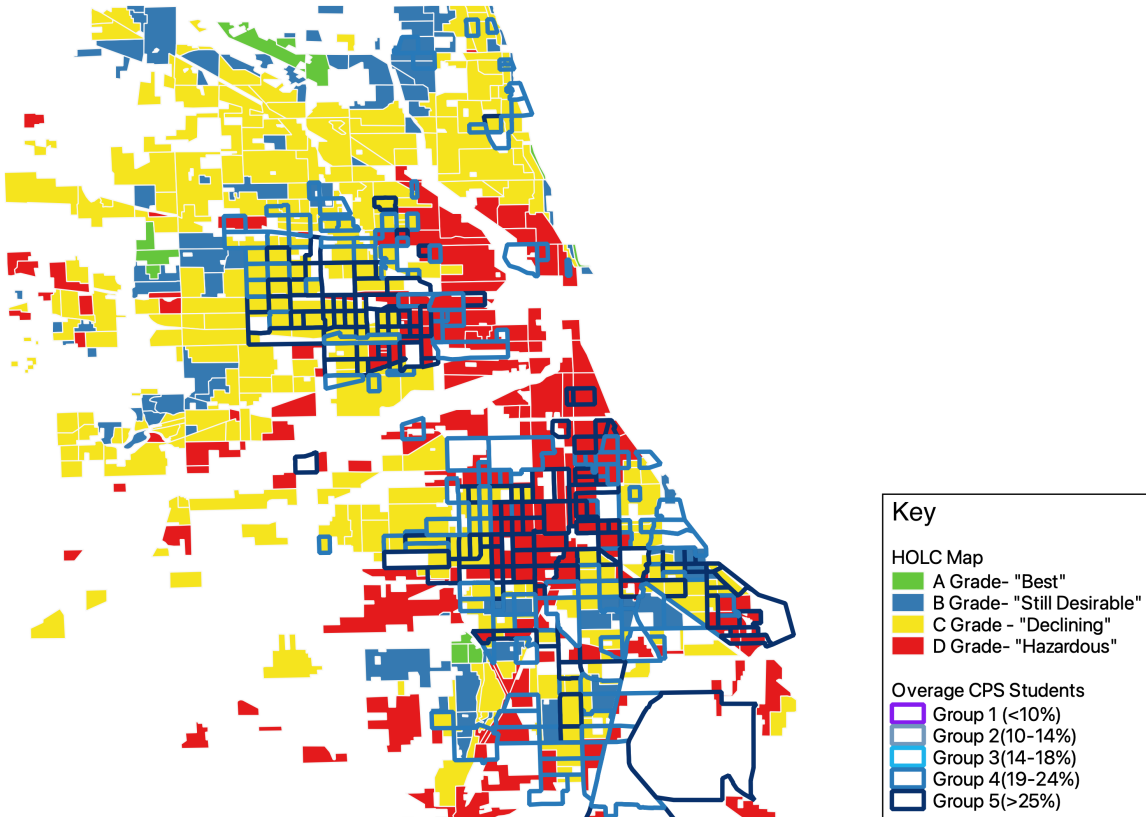 Key
HOLC Map
A Grade- "Best"
B Grade- "Still Desirable"
C Grade - "Declining"
D Grade- "Hazardous"
Overage CPS Students
Group 1 (<10%)
Group 2(10-14%)
Group 3(14-18%)
Group 4(19-24%)
Group 5(>25%)